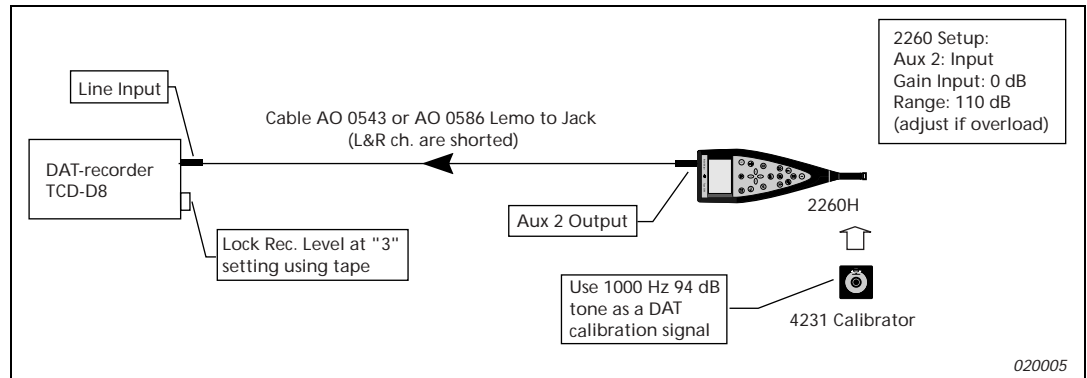 2260 Setup:
Aux 2: Input
Gain Input: 0 dB
Range: 110 dB
(adjust if overload)
Line Input
Cable AO 0543 or AO 0586 Lemo to Jack
(L&R ch. are shorted)
DAT-recorder
TCD-D8
Aux 2 Output
2260H
Lock Rec. Level at "3"
setting using tape
Use 1000 Hz 94 dB
tone as a DAT
calibration signal
4231 Calibrator
020005